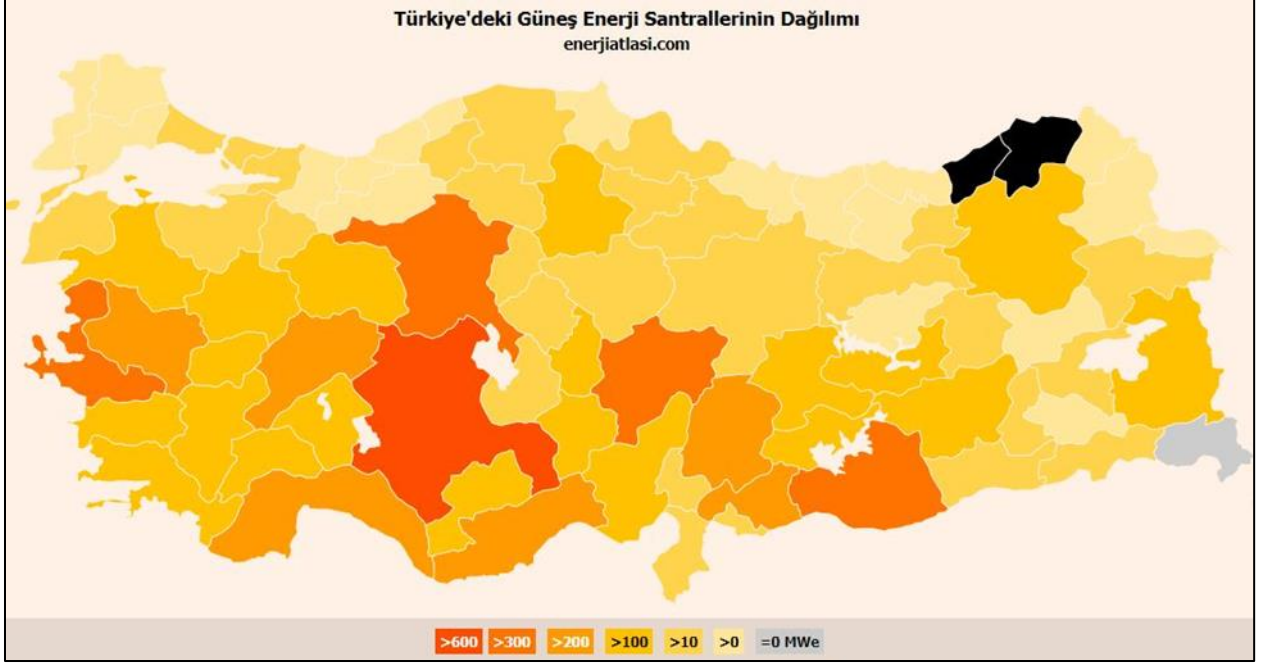 Türkiye'deki Güneş Enerji Santrallerinin Dağılımı
enerjiatlasi.com
>600 >300 >200 >100 >10 >0 =0 MWe